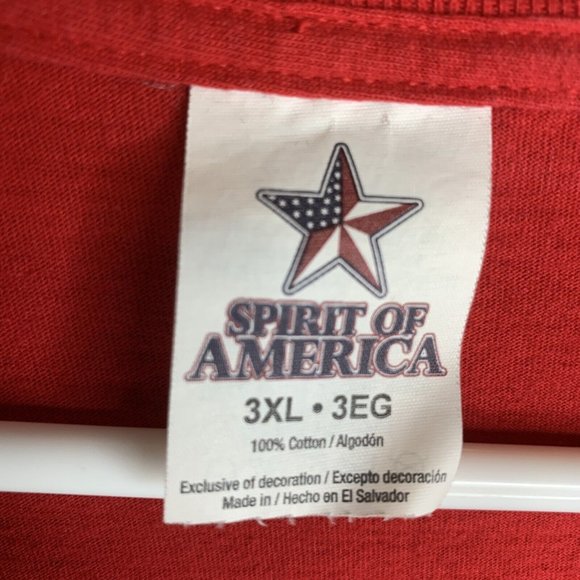 SPIRIT OF
AMERICA
3XL • 3EG
100% Cotton / Algodón
Exclusive of decoration / Excepto decoración
Made in / Hecho en El Salvador